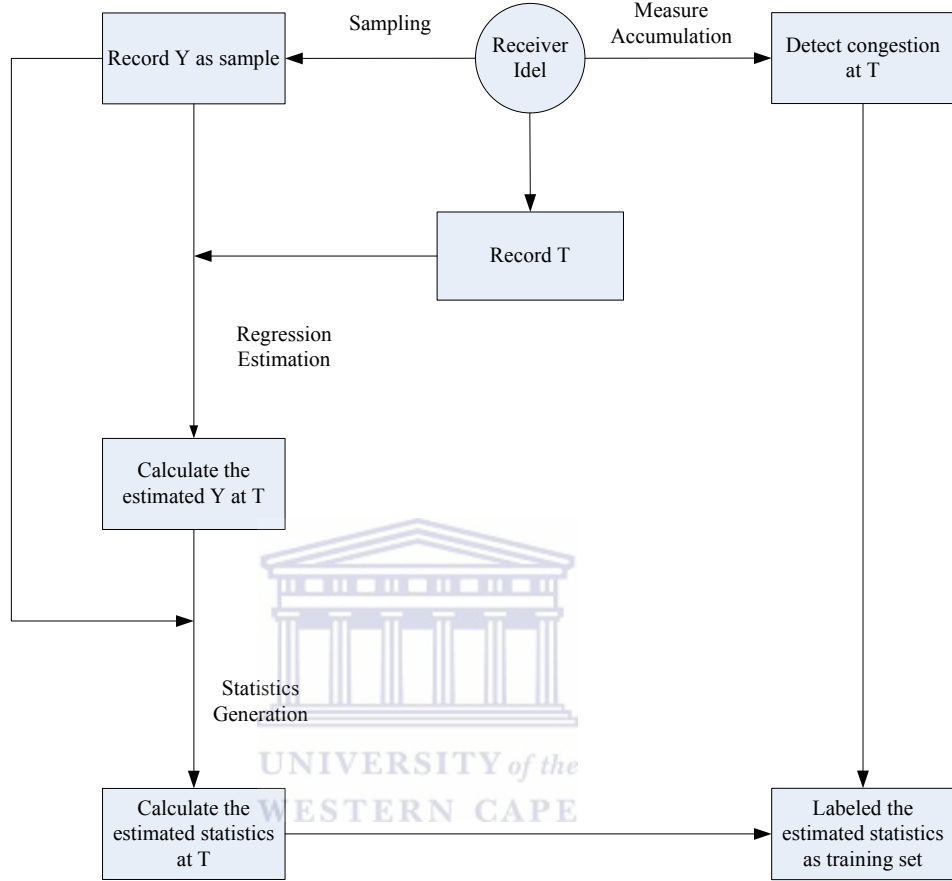 Sampling
Measure
Accumulation
Record Y as sample
Receiver
Idel
Detect congestion
at T
Record T
Regression
Estimation
Calculate the
estimated Y at T
Statistics
Generation
UNIVERSITY of the
WESTERN CAPE
Calculate the
estimated statistics
at T
Labeled the
estimated statistics
as training set